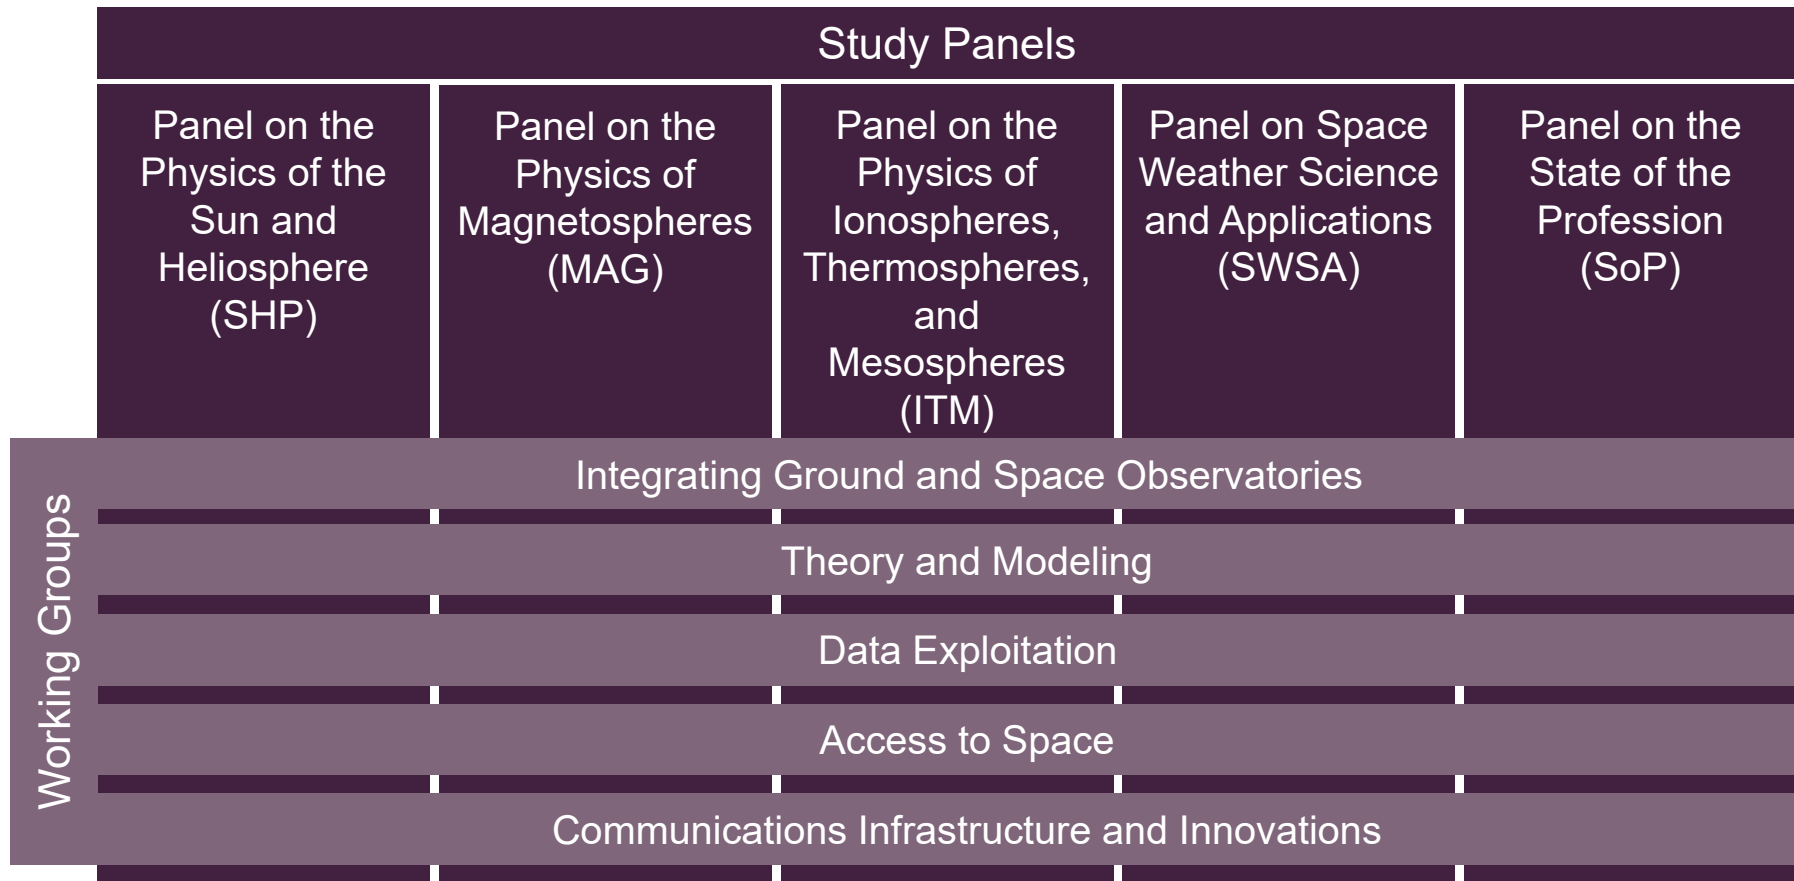 Study Panels
Panel on the
Physics of the
Sun and
Heliosphere
(SHP)
Panel on the
Physics of
Magnetospheres
(MAG)
Panel on the
Physics of
Ionospheres,
Thermospheres,
and
Mesospheres
(ITM)
Panel on Space
Weather Science
and Applications
(SWSA)
Panel on the
State of the
Profession
(SoP)
Working Groups
Integrating Ground and Space Observatories
Theory and Modeling
Data Exploitation
Access to Space
Communications Infrastructure and Innovations